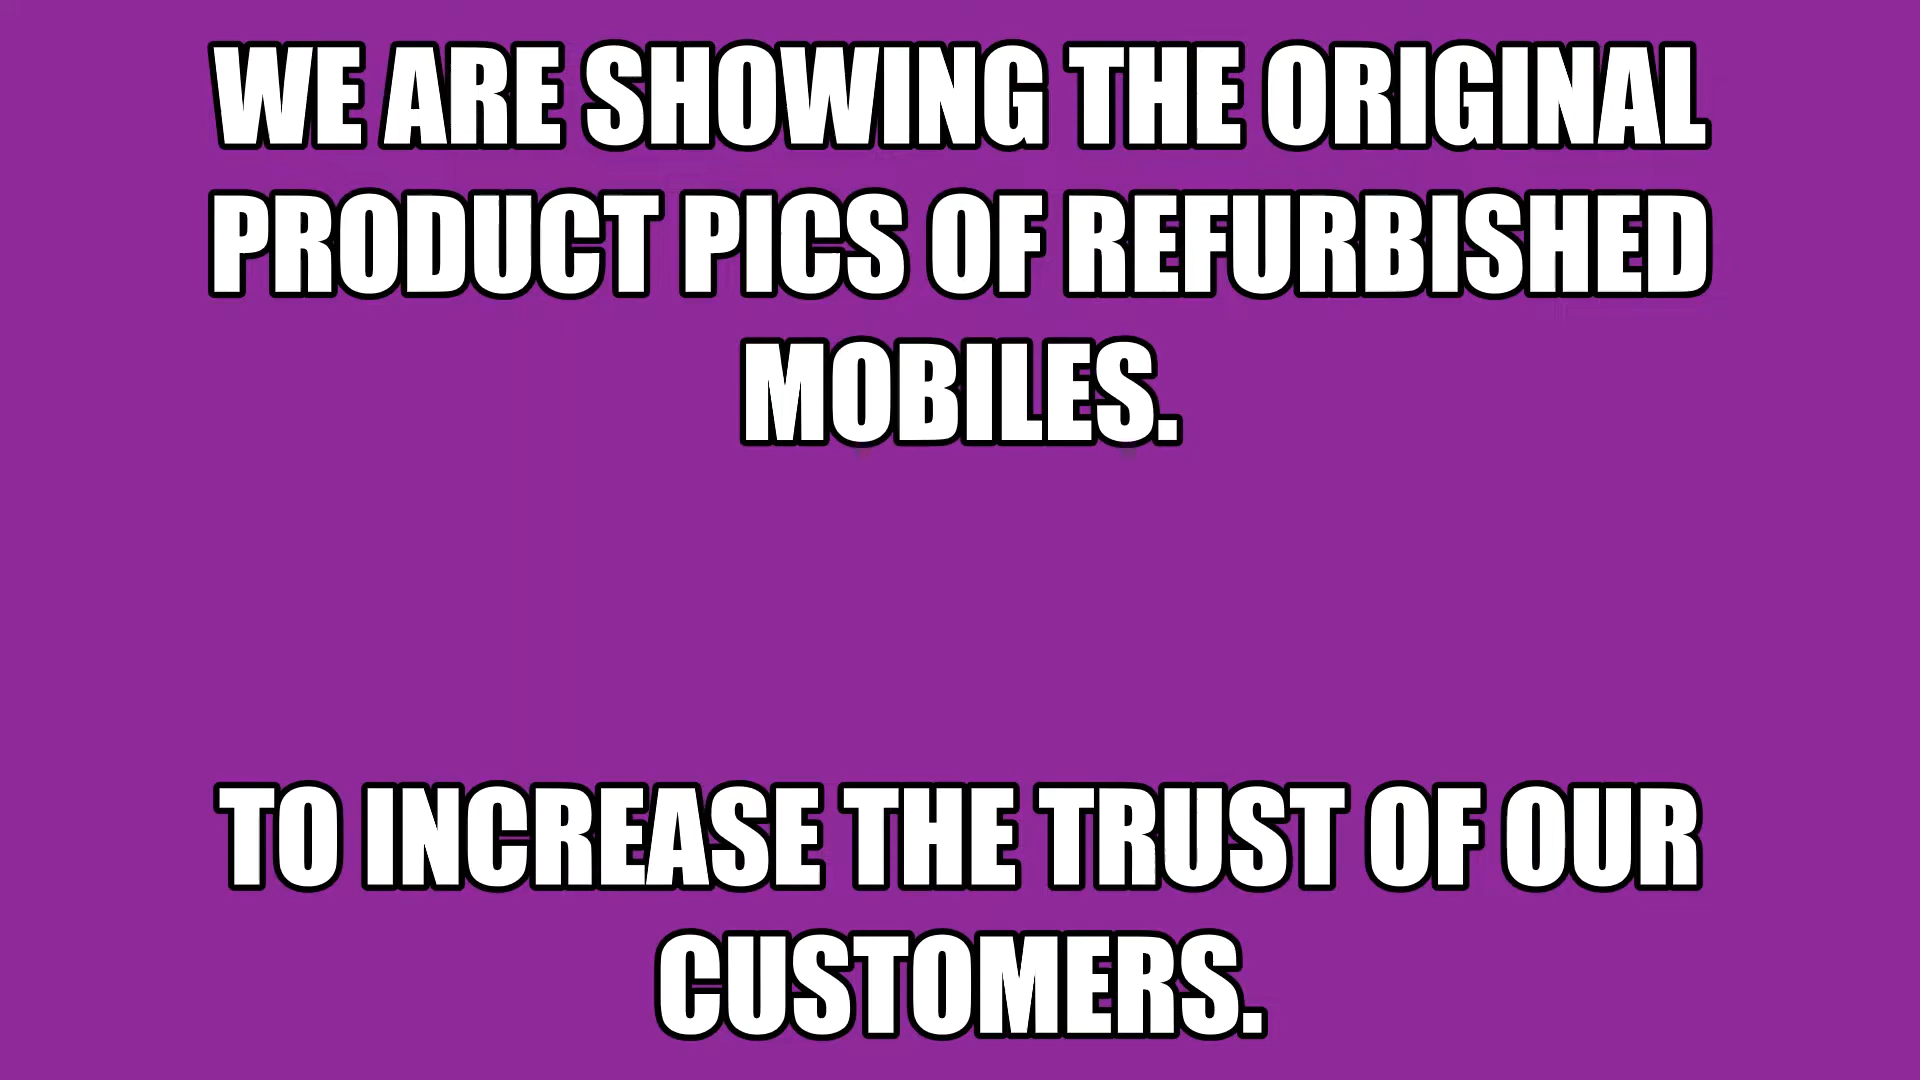 WE ARE SHOWING THE ORIGINAL
PRODUCT PICS OF REFURBISHED
MOBILES.
TO INCREASE THE TRUST OF OUR
CUSTOMERS.